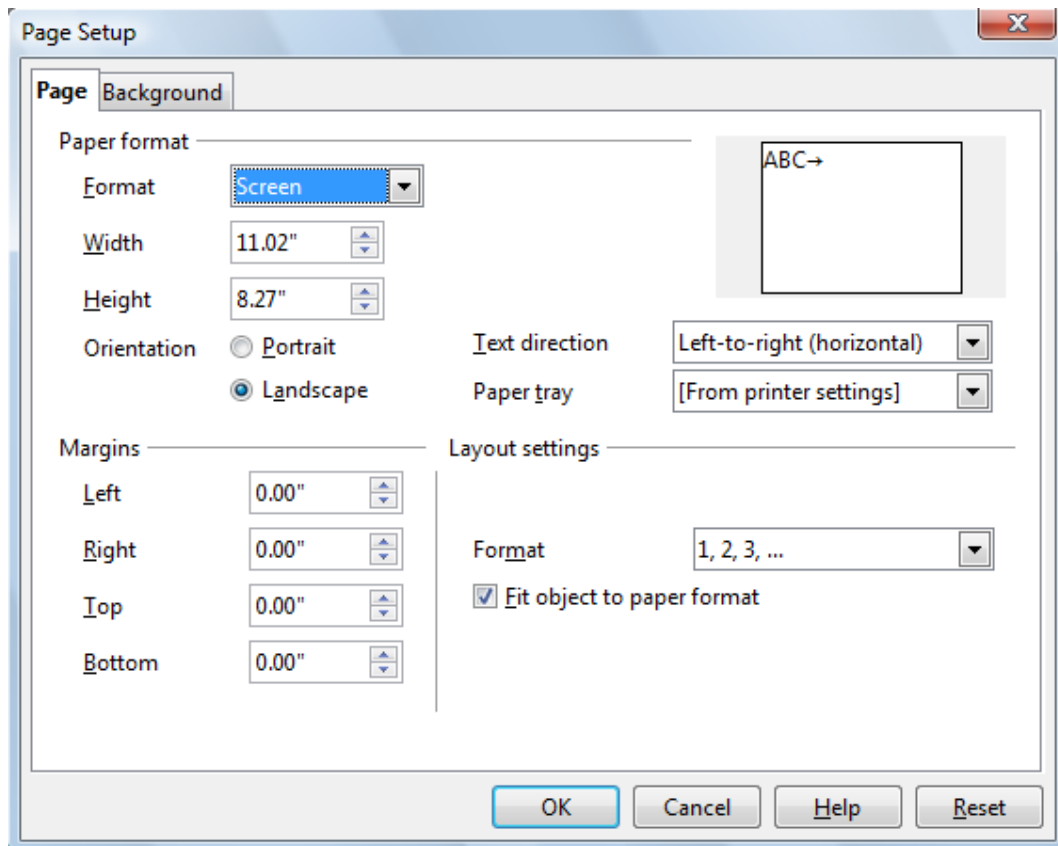 Page Setup
X
Page Background
Paper format
ABC→
Format Screen
Width 11.02"
Height 8.27"
Orientation Portrait
Text direction Left-to-right (horizontal)
Landscape
Paper tray [From printer settings]
Margins
Layout settings
Left 0.00"
Right 0.00"
Format 1, 2, 3, ...
Top 0.00"
Fit object to paper format
Bottom 0.00"
OK Cancel Help Reset